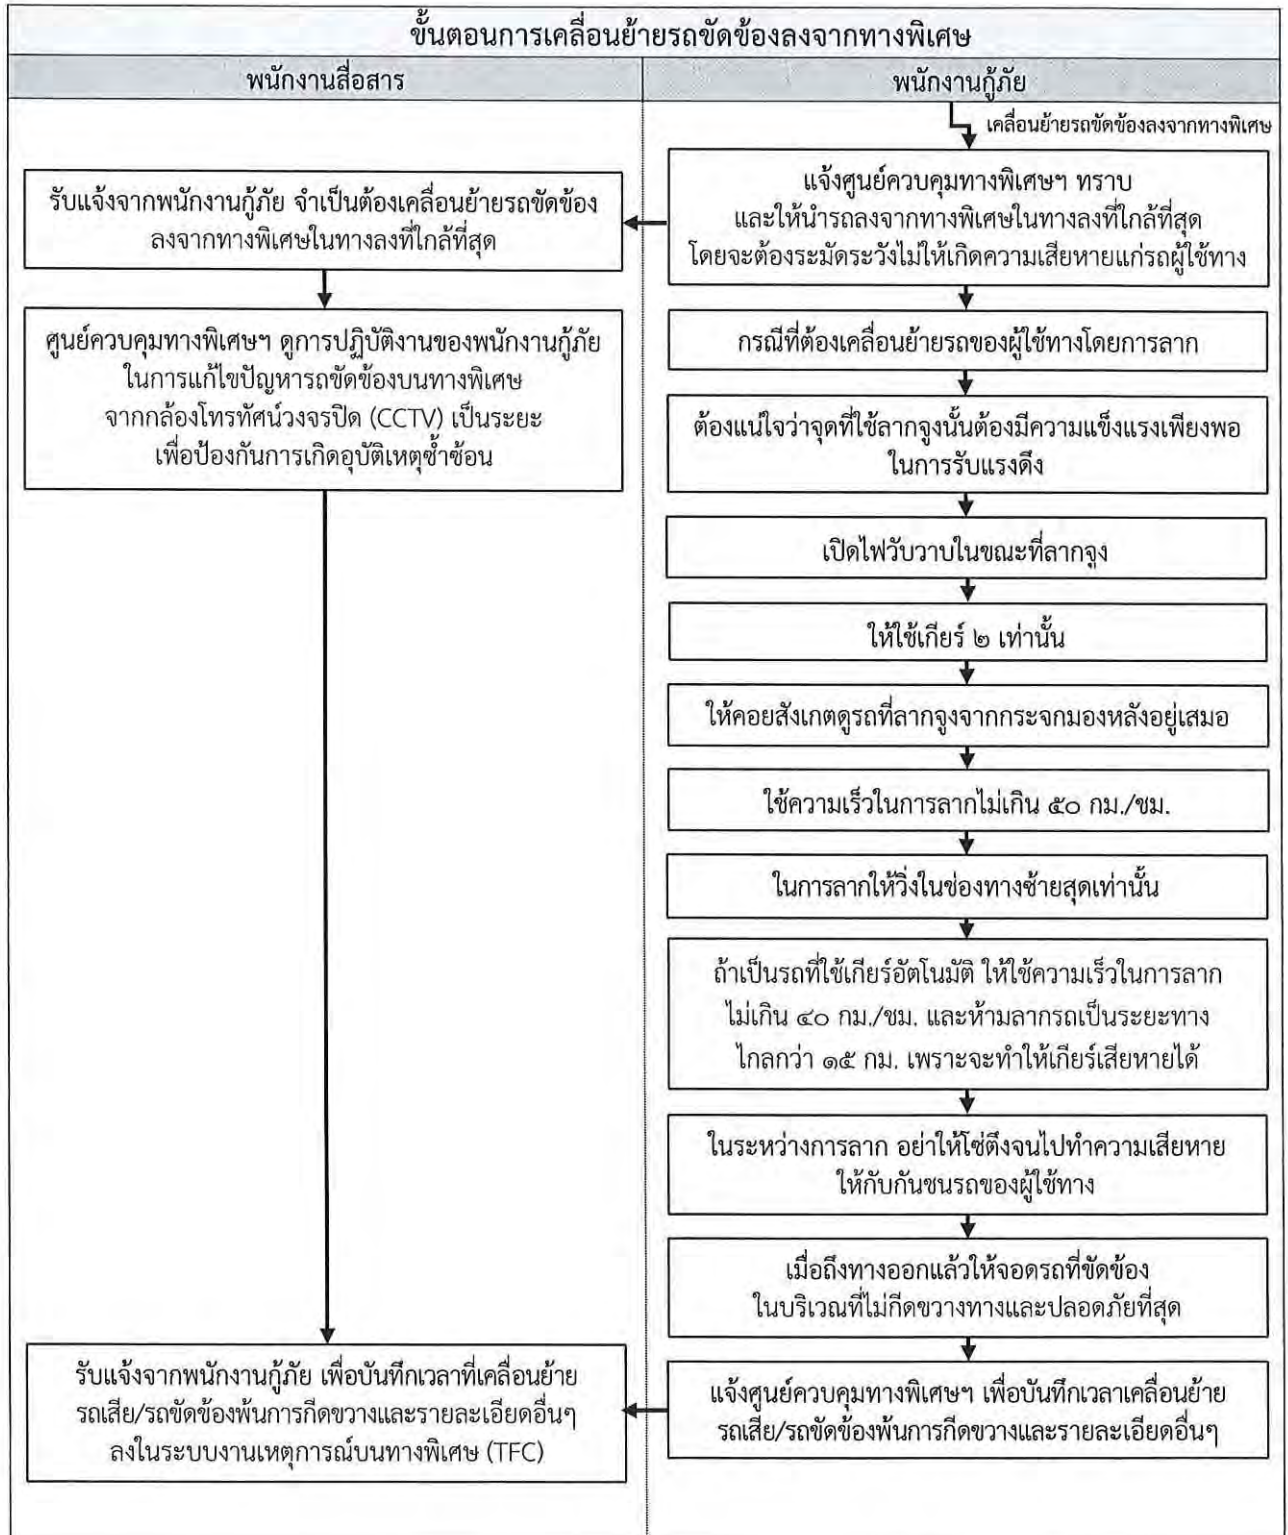 ขั้นตอนการเคลื่อนย้ายรถขัดข้องลงจากทางพิเศษ
พนักงานสื่อสาร
พนักงานกู้ภัย
เคลื่อนย้ายรถขัดข้องลงจากทางพิเศษ
แจ้งศูนย์ควบคุมทางพิเศษฯ ทราบ
และให้นำรถลงจากทางพิเศษในทางลงที่ใกล้ที่สุด
โดยจะต้องระมัดระวังไม่ให้เกิดความเสียหายแก่รถผู้ใช้ทาง
รับแจ้งจากพนักงานกู้ภัย จำเป็นต้องเคลื่อนย้ายรถขัดข้อง
ลงจากทางพิเศษในทางลงที่ใกล้ที่สุด
ศูนย์ควบคุมทางพิเศษฯ ดูการปฏิบัติงานของพนักงานกู้ภัย
ในการแก้ไขปัญหารถขัดข้องบนทางพิเศษ
จากกล้องโทรทัศน์วงจรปิด (CCTV) เป็นระยะ
เพื่อป้องกันการเกิดอุบัติเหตุซ้ำซ้อน
กรณีที่ต้องเคลื่อนย้ายรถของผู้ใช้ทางโดยการลาก
ต้องแน่ใจว่าจุดที่ใช้ลากจูงนั้นต้องมีความแข็งแรงเพียงพอ
ในการรับแรงดึง
เปิดไฟวับวาบในขณะที่ลากจูง
ให้ใช้เกียร์ ๒ เท่านั้น
ให้คอยสังเกตดูรถที่ลากจูงจากกระจกมองหลังอยู่เสมอ
ใช้ความเร็วในการลากไม่เกิน ๕๐ กม./ชม.
ในการลากให้วิ่งในช่องทางซ้ายสุดเท่านั้น
ถ้าเป็นรถที่ใช้เกียร์อัตโนมัติ ให้ใช้ความเร็วในการลาก
ไม่เกิน ๔๐ กม./ชม. และห้ามลากรถเป็นระยะทาง
ไกลกว่า ๑๕ กม. เพราะจะทำให้เกียร์เสียหายได้
ในระหว่างการลาก อย่าให้โซ่ตึงจนไปทำความเสียหาย
ให้กับกันชนรถของผู้ใช้ทาง
เมื่อถึงทางออกแล้วให้จอดรถที่ขัดข้อง
ในบริเวณที่ไม่กีดขวางทางและปลอดภัยที่สุด
แจ้งศูนย์ควบคุมทางพิเศษฯ เพื่อบันทึกเวลาเคลื่อนย้าย
รถเสีย/รถขัดข้องพ้นการกีดขวางและรายละเอียดอื่นๆ
รับแจ้งจากพนักงานกู้ภัย เพื่อบันทึกเวลาที่เคลื่อนย้าย
รถเสีย/รถขัดข้องพ้นการกีดขวางและรายละเอียดอื่นๆ
ลงในระบบงานเหตุการณ์บนทางพิเศษ (TFC)